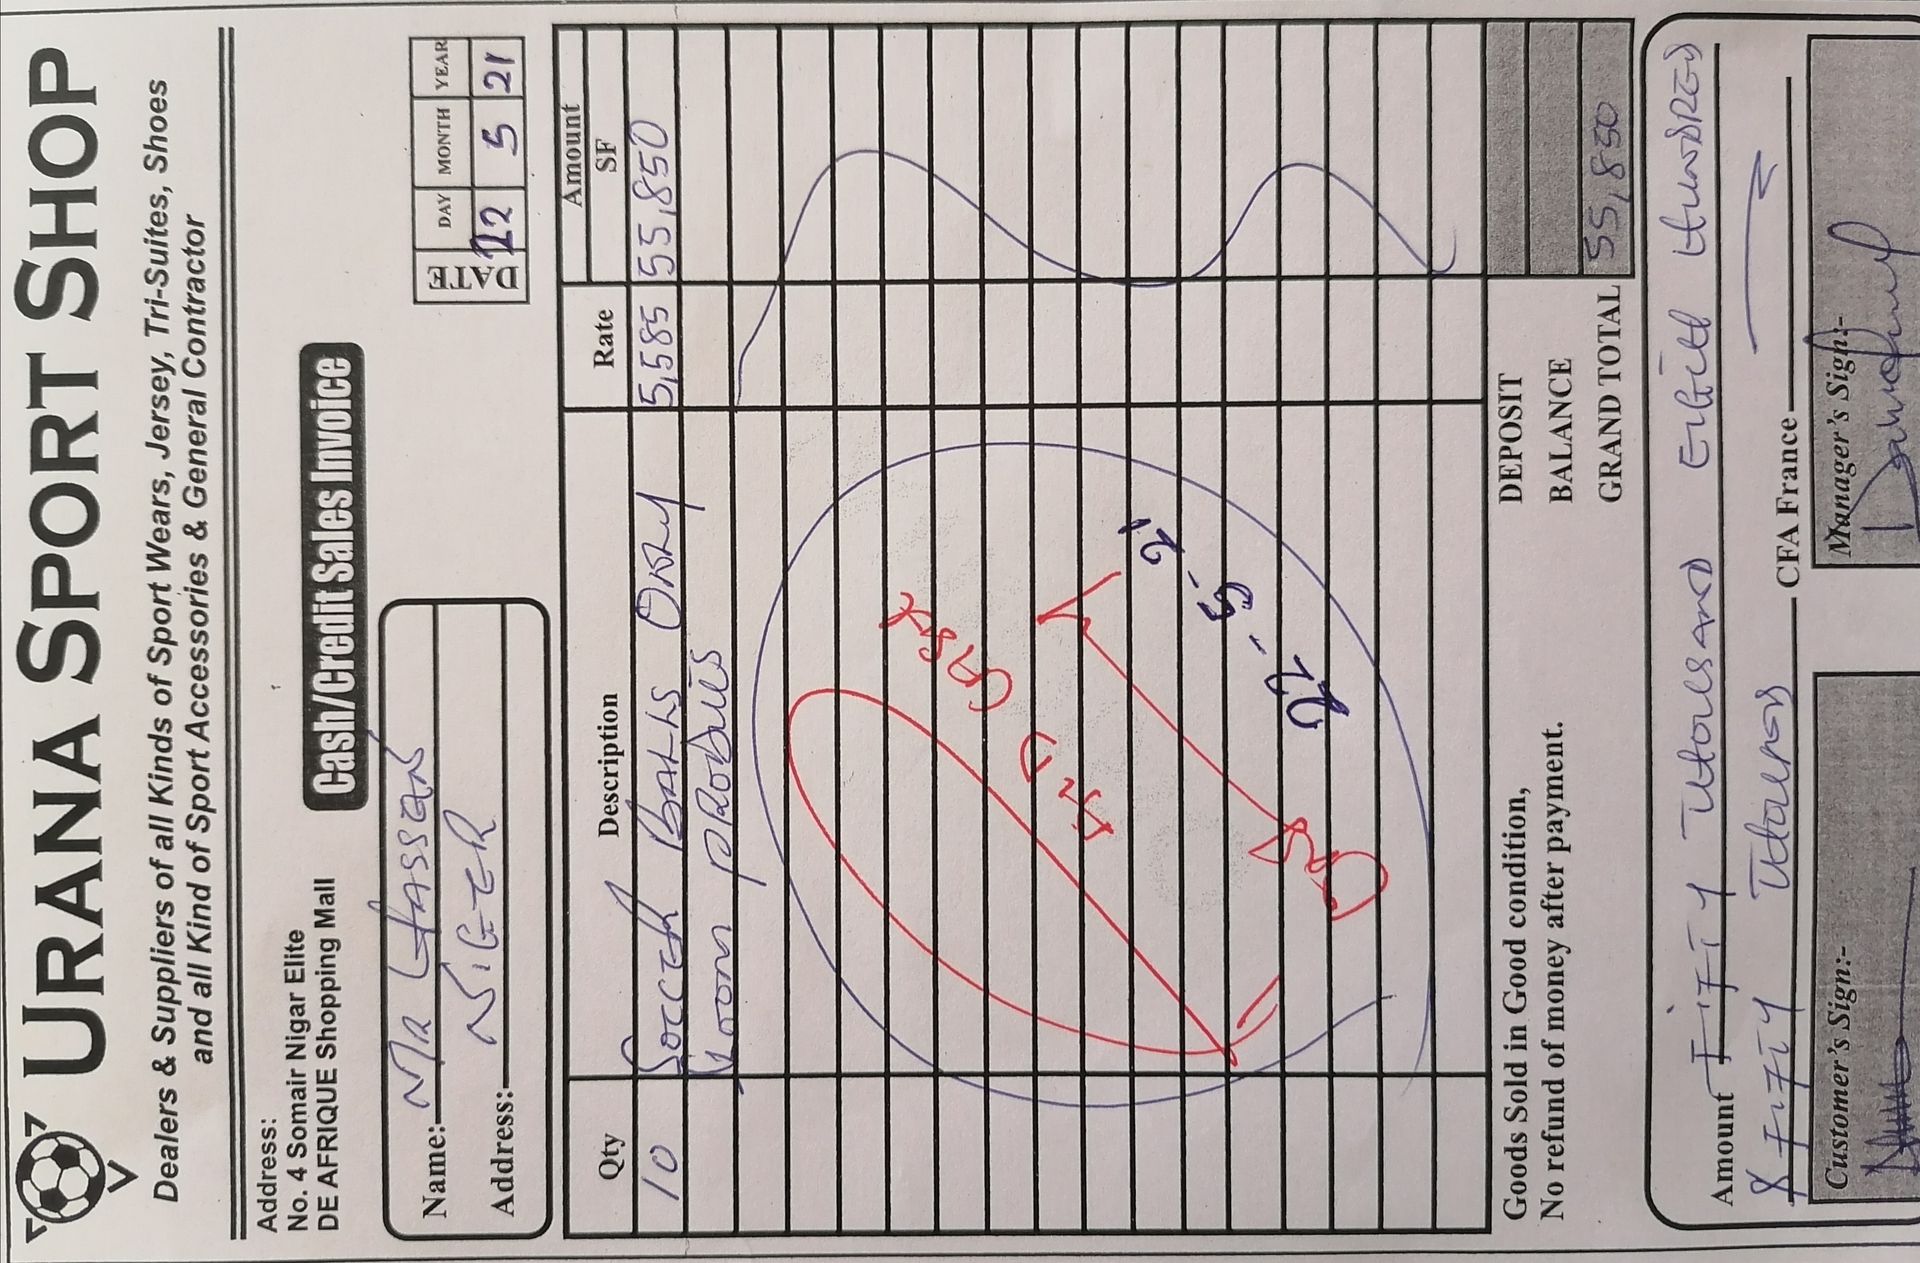 URANA SPORT SHOP
Dealers & Suppliers of all Kinds of Sport Wears, Jersey, Tri-Suites, Shoes
and all Kind of Sport Accessories & General Contractor
Address:
No. 4 Somair Nigar Elite
DE AFRIQUE Shopping Mall
Cash/Credit Sales Invoice
DATE
DAY MONTH YEAR
12 5 21
Name:- Mr HASSAN
Address:- NIGER
Qty Description Rate Amount
SF
10 Soccer BALLS ONLY 5,585 55,850
PRODUCTS
CASH
12-5-21
Goods Sold in Good condition,
No refund of money after payment.
DEPOSIT
BALANCE
GRAND TOTAL 55,850
Amount FIFTY THOUSAND EIGHT HUNDRED
& FIFTY CFA France
Customer's Sign:-
Manager's Sign:-